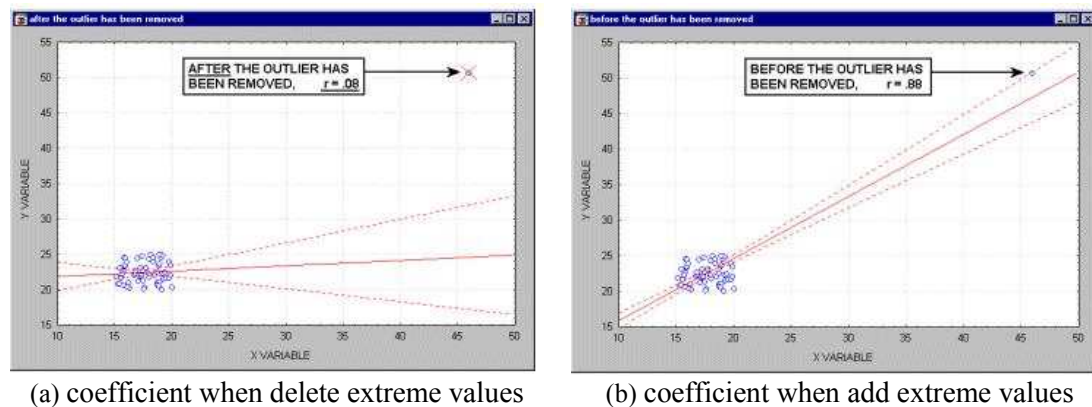 after the outlier has been removed
55
50
45
40
35
30
25
20
15
Y VARIABLE
AFTER THE OUTLIER HAS
BEEN REMOVED, r = .08
10 15 20 25 30 35 40 45 50
X VARIABLE
(a) coefficient when delete extreme values
before the outlier has been removed
55
50
45
40
35
30
25
20
15
Y VARIABLE
BEFORE THE OUTLIER HAS
BEEN REMOVED, r = .88
10 15 20 25 30 35 40 45 50
X VARIABLE
(b) coefficient when add extreme values